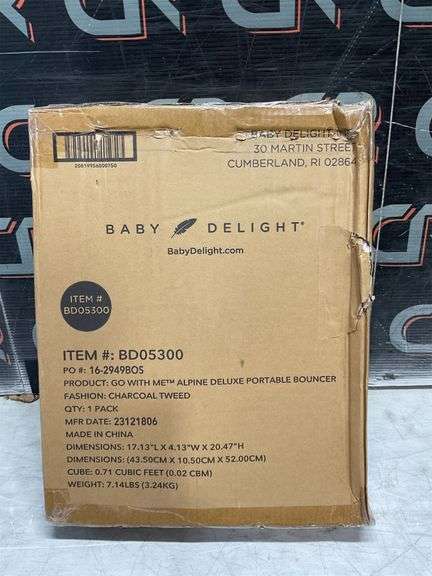 20819956000750
BABY DELIGHT
30 MARTIN STREET
CUMBERLAND, RI 02864
BABY DELIGHT®
BabyDelight.com
ITEM #
BD05300
ITEM #: BD05300
PO #: 16-2949BOS
PRODUCT: GO WITH ME™ ALPINE DELUXE PORTABLE BOUNCER
FASHION: CHARCOAL TWEED
QTY: 1 PACK
MFR DATE: 23121806
MADE IN CHINA
DIMENSIONS: 17.13"L X 4.13"W X 20.47"H
DIMENSIONS: (43.50CM X 10.50CM X 52.00CM)
CUBE: 0.71 CUBIC FEET (0.02 CBM)
WEIGHT: 7.14LBS (3.24KG)